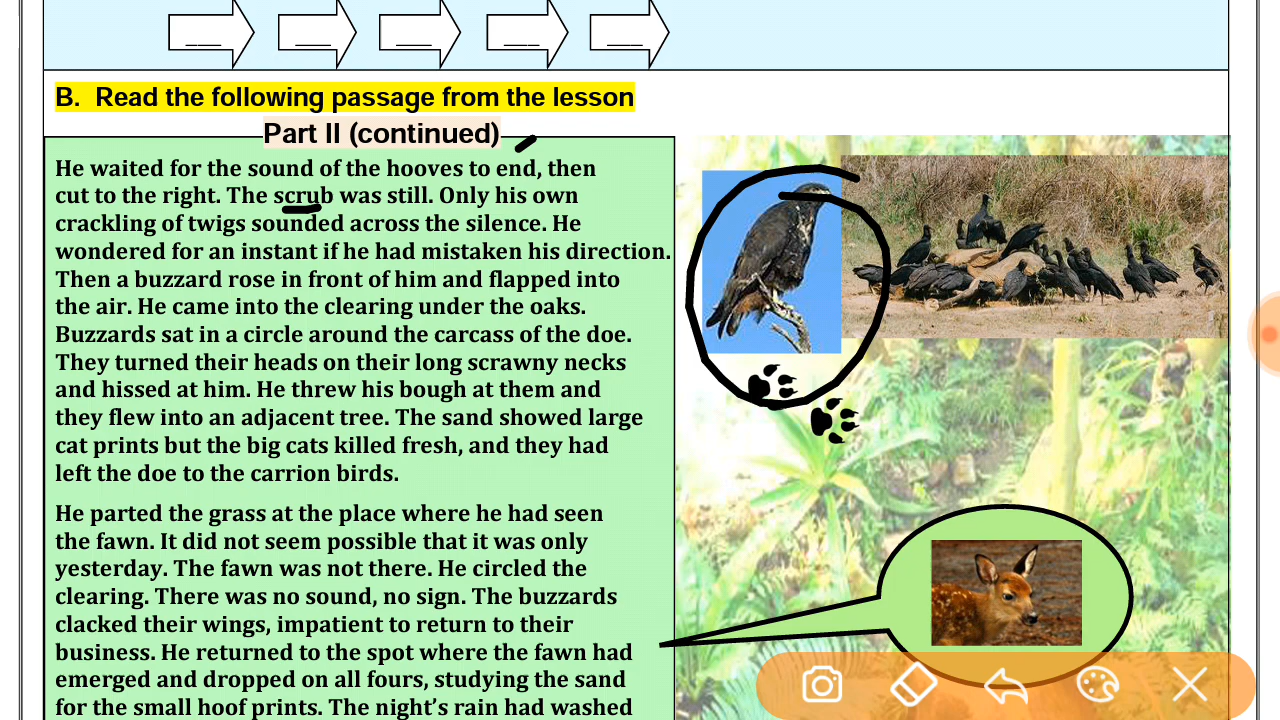 ___ ___ ___ ___ ___
B. Read the following passage from the lesson
Part II (continued)
He waited for the sound of the hooves to end, then
cut to the right. The scrub was still. Only his own
crackling of twigs sounded across the silence. He
wondered for an instant if he had mistaken his direction.
Then a buzzard rose in front of him and flapped into
the air. He came into the clearing under the oaks.
Buzzards sat in a circle around the carcass of the doe.
They turned their heads on their long scrawny necks
and hissed at him. He threw his bough at them and
they flew into an adjacent tree. The sand showed large
cat prints but the big cats killed fresh, and they had
left the doe to the carrion birds.
He parted the grass at the place where he had seen
the fawn. It did not seem possible that it was only
yesterday. The fawn was not there. He circled the
clearing. There was no sound, no sign. The buzzards
clacked their wings, impatient to return to their
business. He returned to the spot where the fawn had
emerged and dropped on all fours, studying the sand
for the small hoof prints. The night’s rain had washed